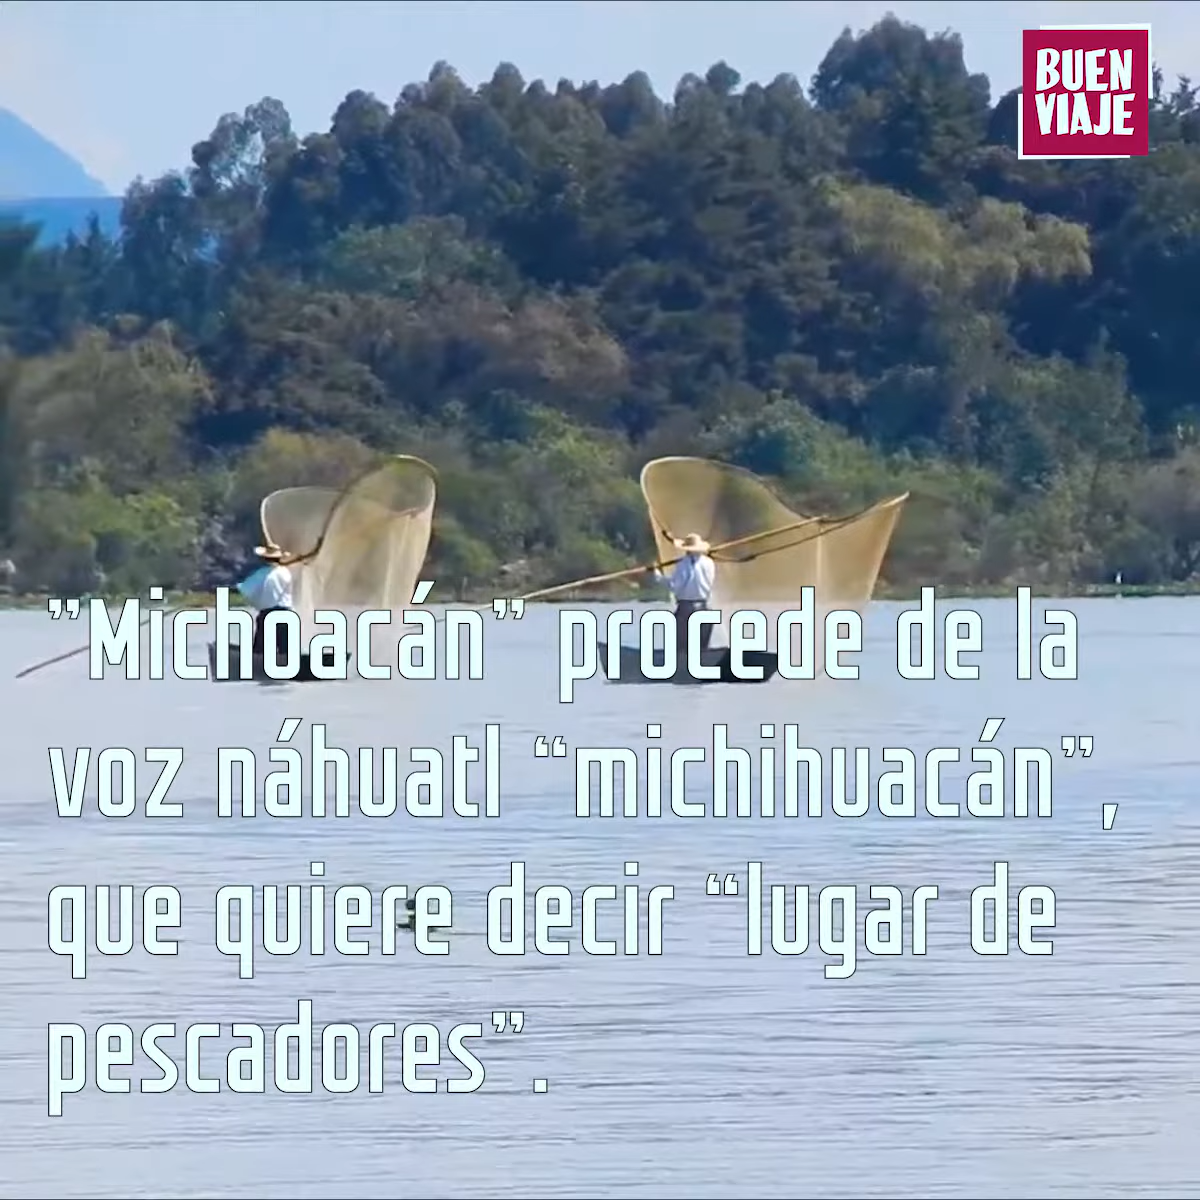 BUEN
VIAJE
”Michoacán” procede de la
voz náhuatl “michihuacán”,
que quiere decir “lugar de
pescadores”.